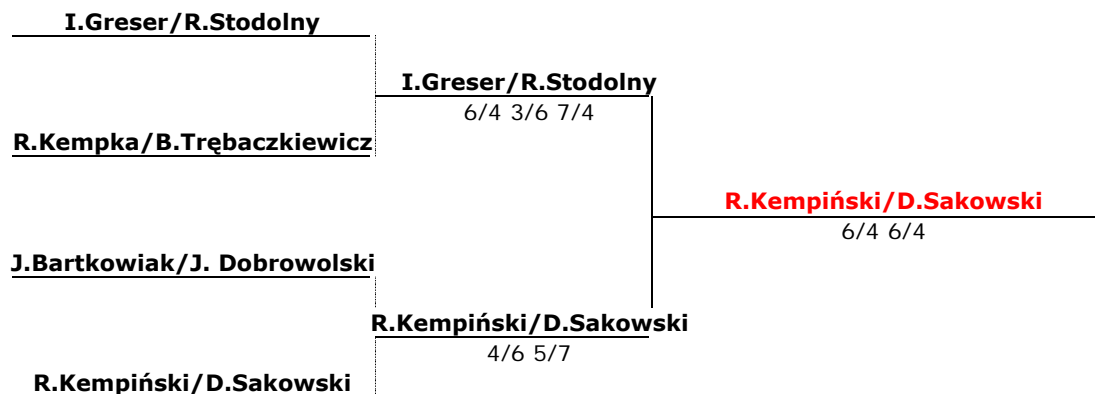 I.Greser/R.Stodolny
I.Greser/R.Stodolny
6/4 3/6 7/4
R.Kempka/B.Trębaczkiewicz
R.Kempiński/D.Sakowski
6/4 6/4
J.Bartkowiak/J. Dobrowolski
R.Kempiński/D.Sakowski
4/6 5/7
R.Kempiński/D.Sakowski